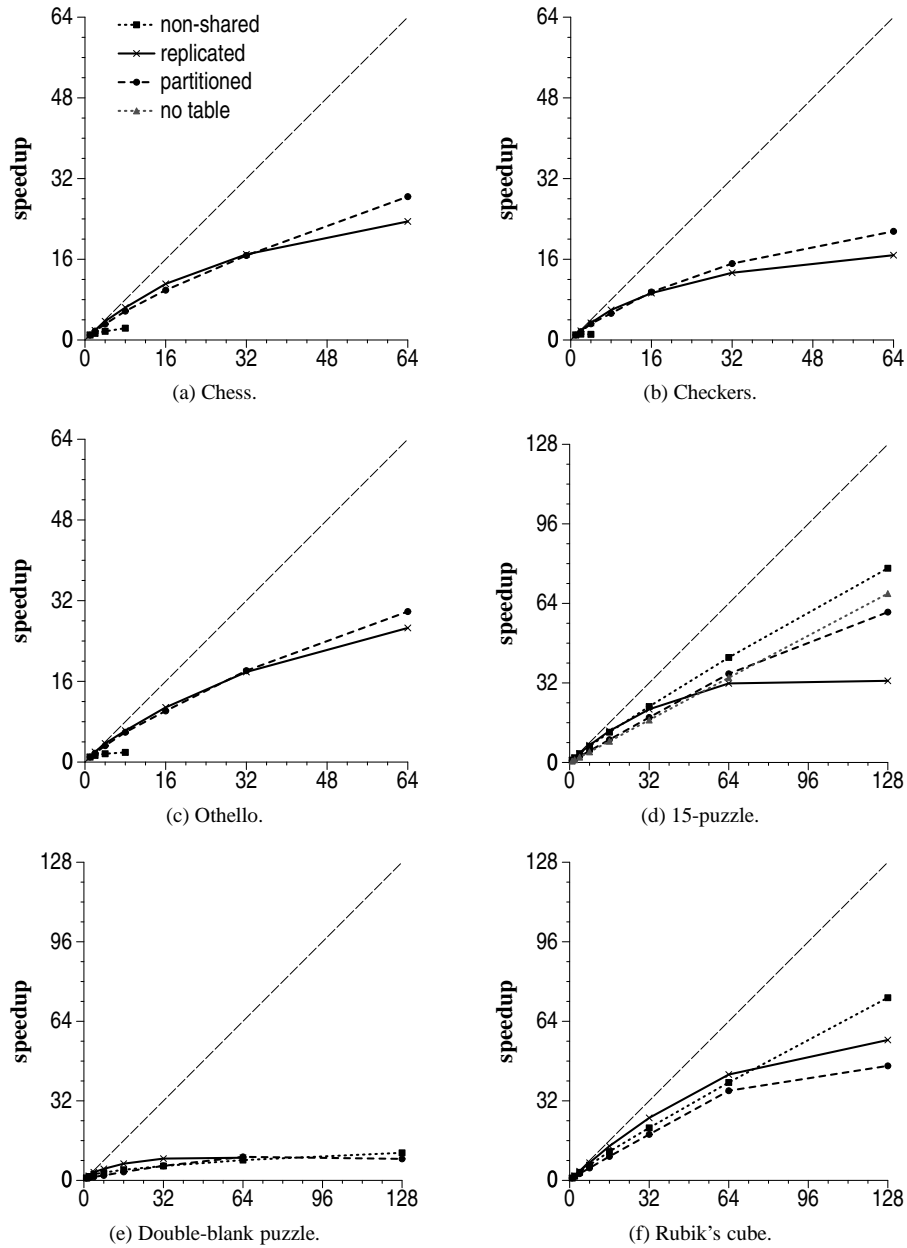 64
48
32
16
0
speedup
non-shared
replicated
partitioned
no table
0 16 32 48 64
(a) Chess.
64
48
32
16
0
speedup
0 16 32 48 64
(b) Checkers.
64
48
32
16
0
speedup
0 16 32 48 64
(c) Othello.
128
96
64
32
0
speedup
0 32 64 96 128
(d) 15-puzzle.
128
96
64
32
0
speedup
0 32 64 96 128
(e) Double-blank puzzle.
128
96
64
32
0
speedup
0 32 64 96 128
(f) Rubik's cube.